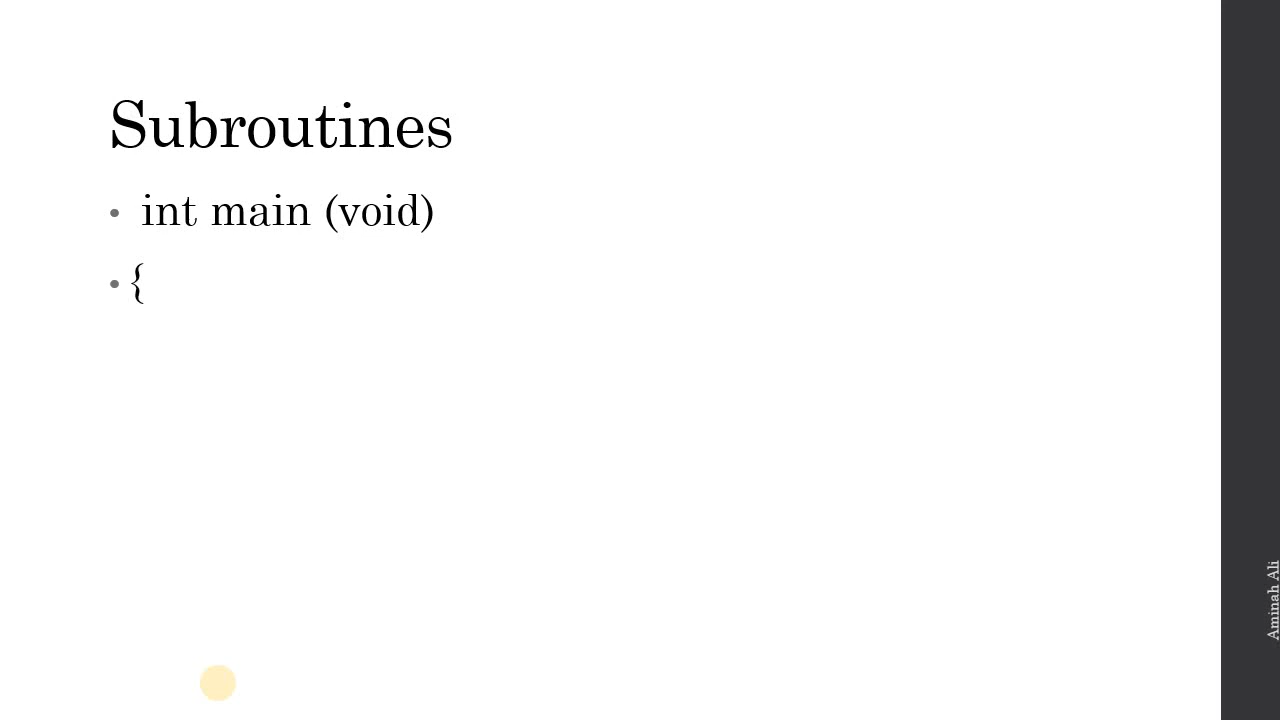 Subroutines
• int main (void)
• {
Aminah Ali